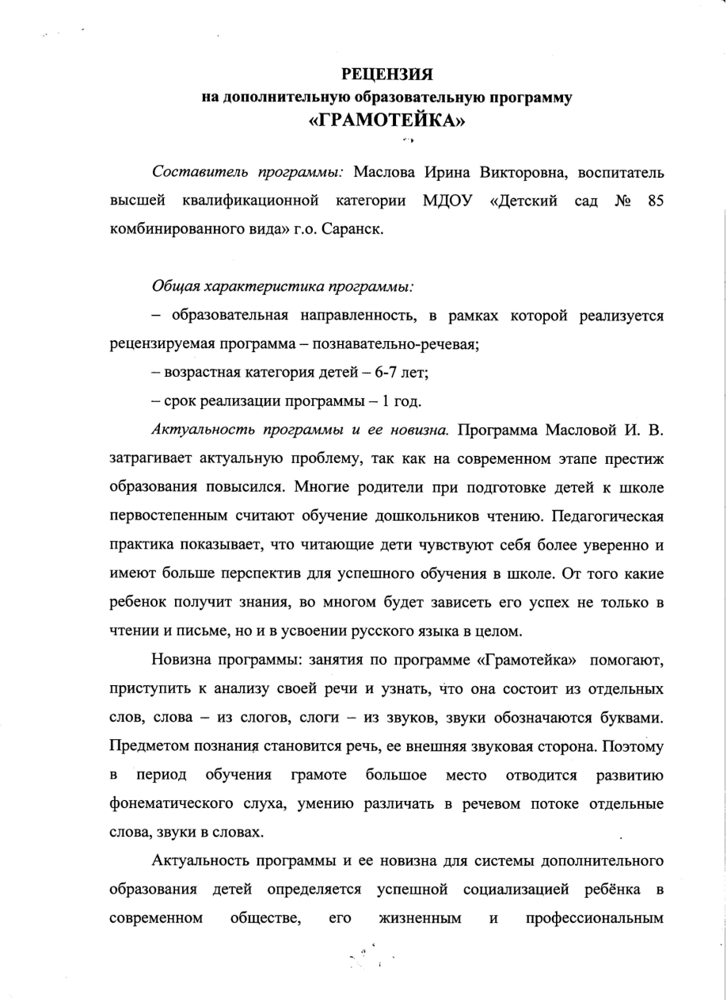 РЕЦЕНЗИЯ
на дополнительную образовательную программу
«ГРАМОТЕЙКА»
Составитель программы: Маслова Ирина Викторовна, воспитатель
высшей квалификационной категории МДОУ «Детский сад № 85
комбинированного вида» г.о. Саранск.
Общая характеристика программы:
– образовательная направленность, в рамках которой реализуется
рецензируемая программа – познавательно-речевая;
– возрастная категория детей – 6-7 лет;
– срок реализации программы – 1 год.
Актуальность программы и ее новизна. Программа Масловой И. В.
затрагивает актуальную проблему, так как на современном этапе престиж
образования повысился. Многие родители при подготовке детей к школе
первостепенным считают обучение дошкольников чтению. Педагогическая
практика показывает, что читающие дети чувствуют себя более уверенно и
имеют больше перспектив для успешного обучения в школе. От того какие
ребенок получит знания, во многом будет зависеть его успех не только в
чтении и письме, но и в усвоении русского языка в целом.
Новизна программы: занятия по программе «Грамотейка» помогают,
приступить к анализу своей речи и узнать, что она состоит из отдельных
слов, слова – из слогов, слоги – из звуков, звуки обозначаются буквами.
Предметом познания становится речь, ее внешняя звуковая сторона. Поэтому
в период обучения грамоте большое место отводится развитию
фонематического слуха, умению различать в речевом потоке отдельные
слова, звуки в словах.
Актуальность программы и ее новизна для системы дополнительного
образования детей определяется успешной социализацией ребёнка в
современном обществе, его жизненным и профессиональным